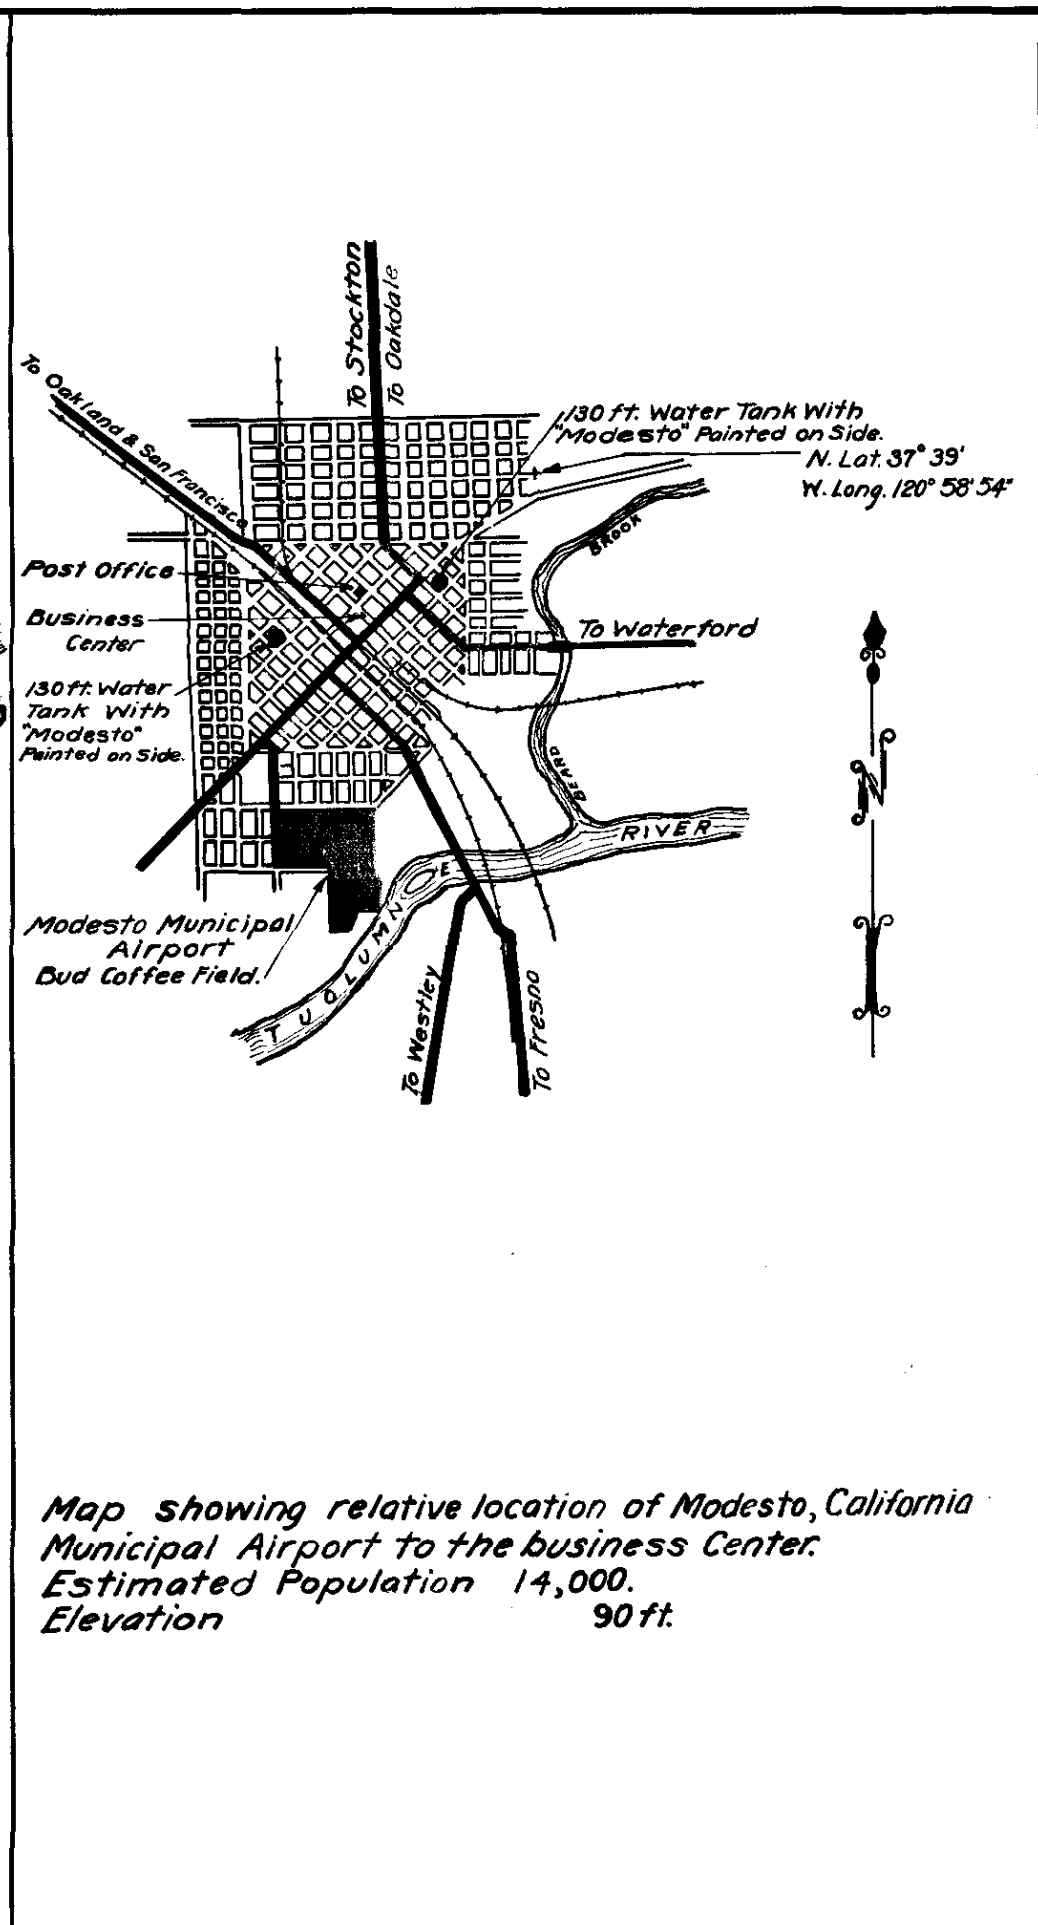 To Stockton
To Oakdale
To Oakland & San Francisco
130 ft. Water Tank With
"Modesto" Painted on Side.
N. Lat. 37° 39'
W. Long. 120° 58' 54"
BROOK
Post Office
Business
Center
To Waterford
130 ft. Water
Tank With
"Modesto"
Painted on Side.
N
BEARD
RIVER
TUOLUMNE
Modesto Municipal
Airport
Bud Coffee Field.
To Westley
To Fresno
Map showing relative location of Modesto, California
Municipal Airport to the business Center.
Estimated Population 14,000.
Elevation 90 ft.